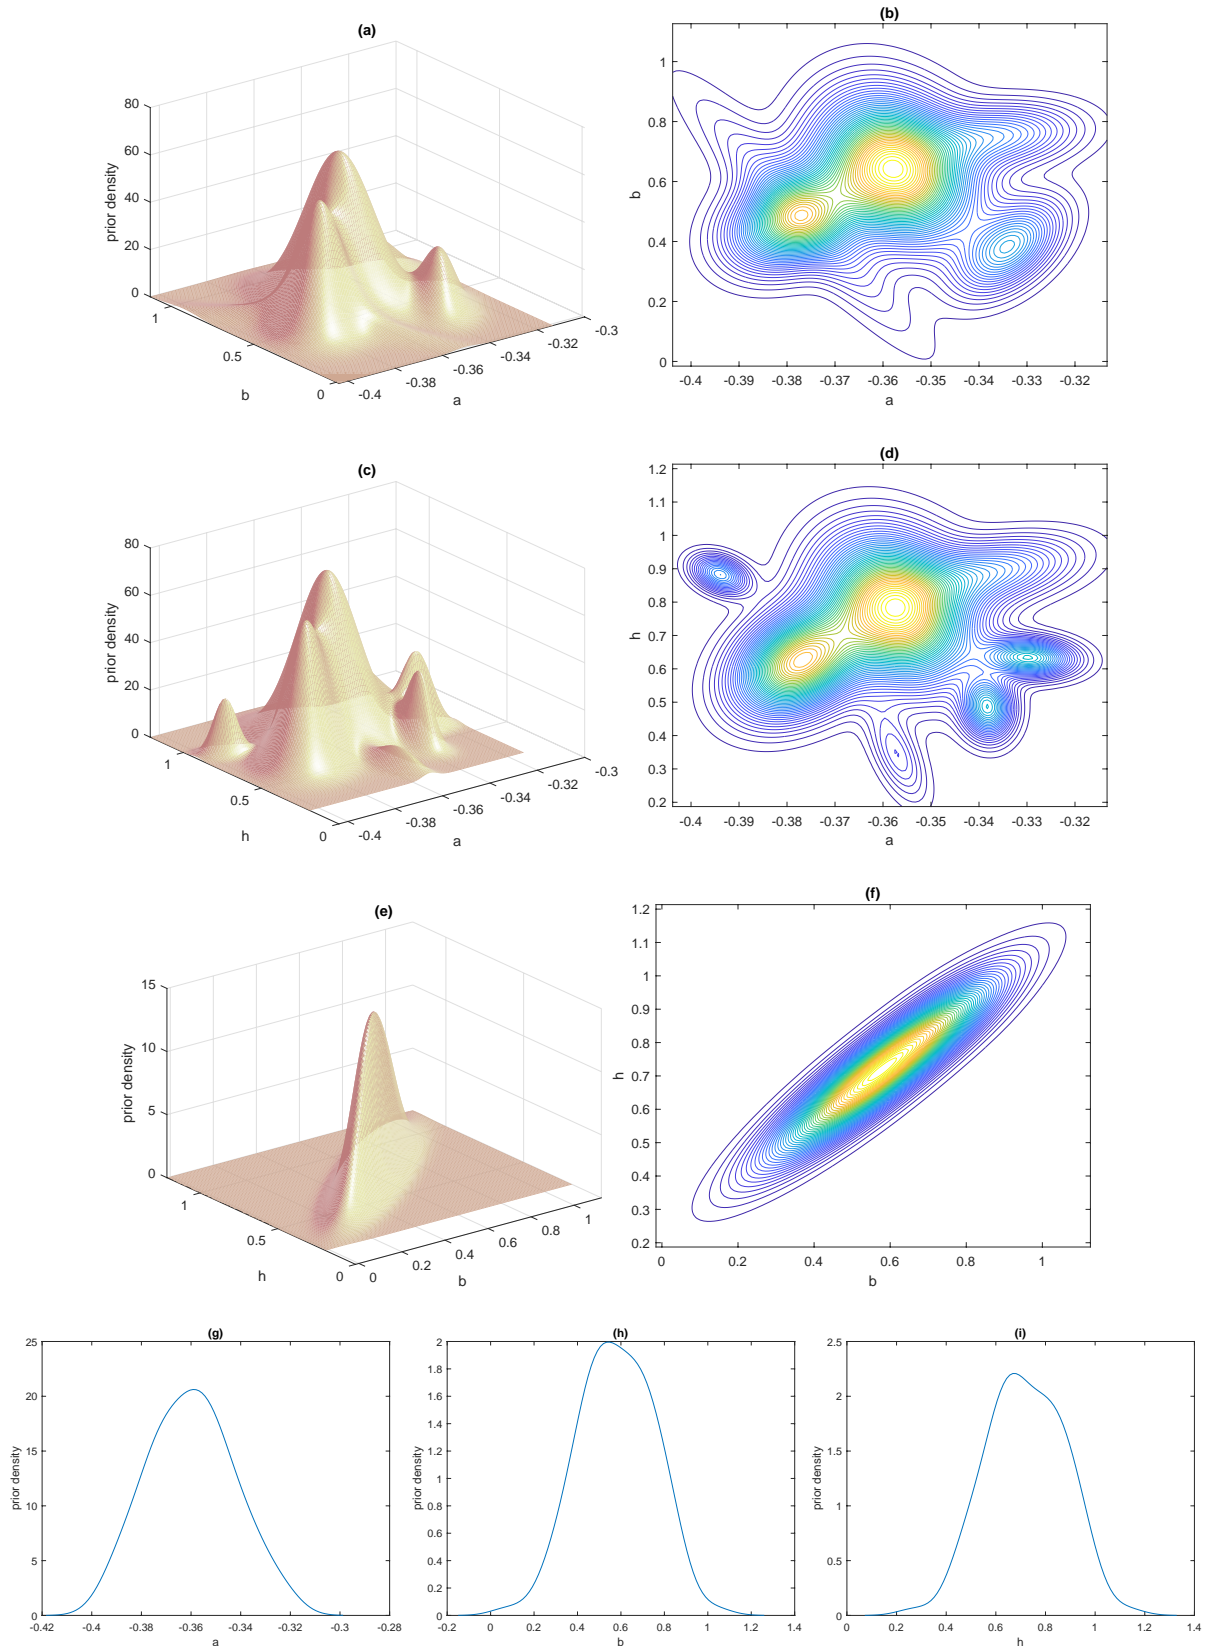 (a)
80
60
40
20
0
prior density
1
0.5
0
b
-0.4
-0.38
-0.36
-0.34
-0.32
-0.3
a
(b)
1
0.8
0.6
0.4
0.2
0
b
-0.4 -0.39 -0.38 -0.37 -0.36 -0.35 -0.34 -0.33 -0.32
a
(c)
80
60
40
20
0
prior density
1
0.5
0
h
-0.4
-0.38
-0.36
-0.34
-0.32
-0.3
a
(d)
1.2
1.1
1
0.9
0.8
0.7
0.6
0.5
0.4
0.3
0.2
h
-0.4 -0.39 -0.38 -0.37 -0.36 -0.35 -0.34 -0.33 -0.32
a
(e)
15
10
5
0
prior density
1
0.5
0
h
0
0.2
0.4
0.6
0.8
1
b
(f)
1.2
1.1
1
0.9
0.8
0.7
0.6
0.5
0.4
0.3
0.2
h
0 0.2 0.4 0.6 0.8 1
b
(g)
25
20
15
10
5
0
prior density
-0.42 -0.4 -0.38 -0.36 -0.34 -0.32 -0.3 -0.28
a
(h)
2
1.8
1.6
1.4
1.2
1
0.8
0.6
0.4
0.2
0
prior density
-0.2 0 0.2 0.4 0.6 0.8 1 1.2 1.4
b
(i)
2.5
2
1.5
1
0.5
0
prior density
0 0.2 0.4 0.6 0.8 1 1.2 1.4
h